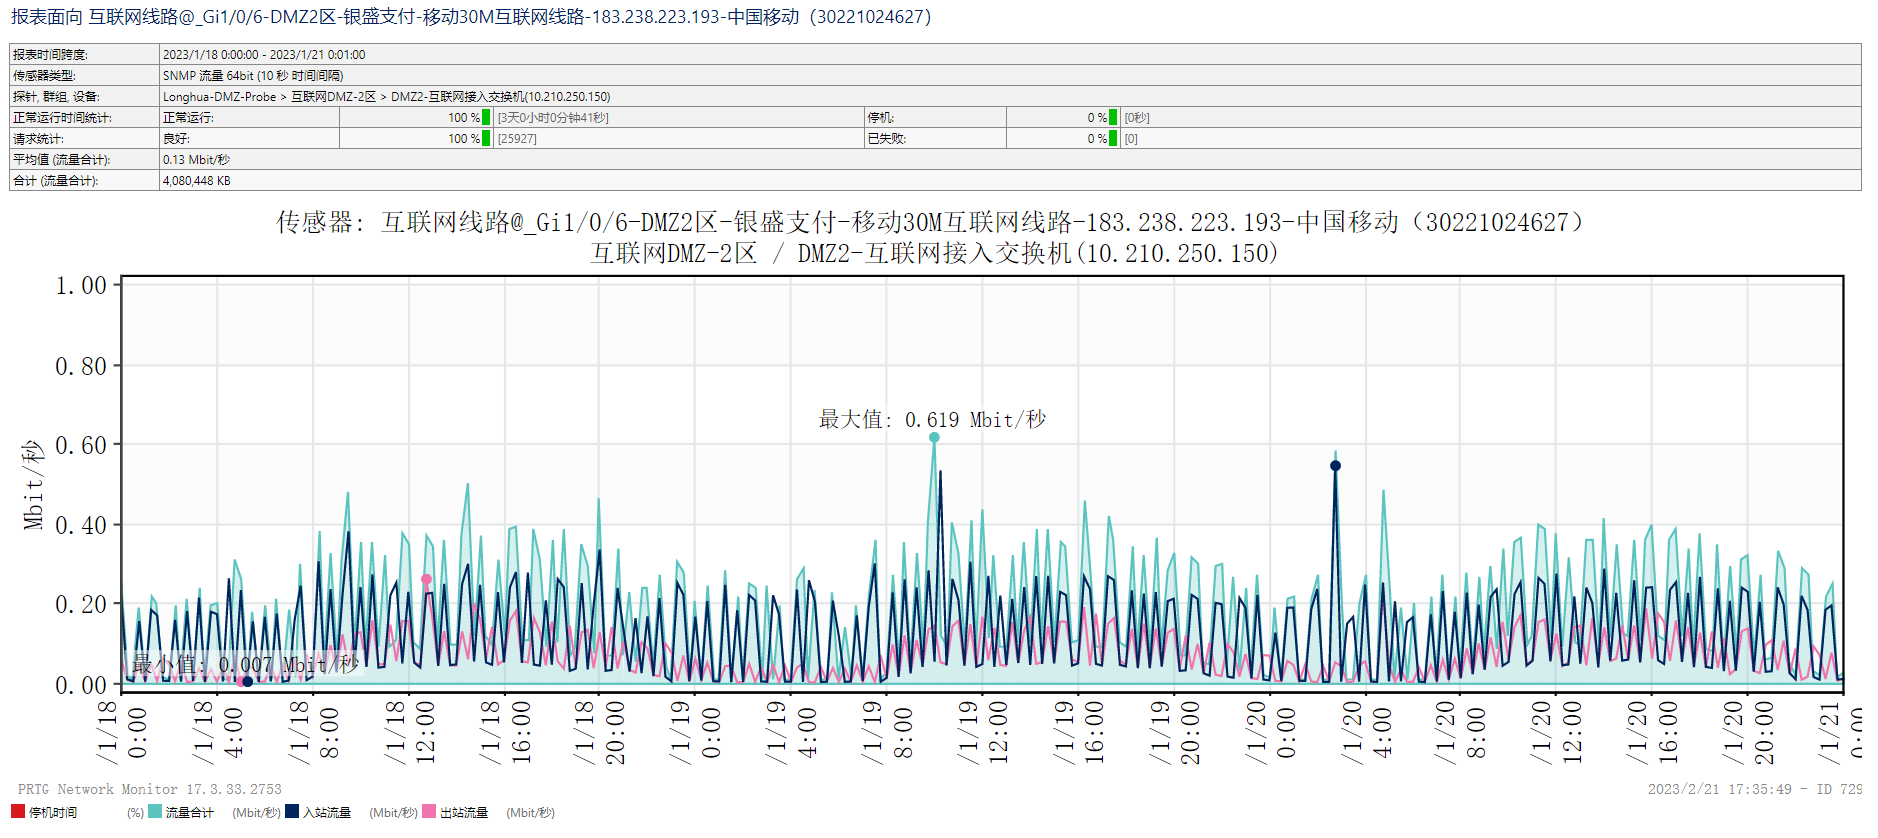 报表面向 互联网线路@_Gi1/0/6-DMZ2区-银盛支付-移动30M互联网线路-183.238.223.193-中国移动（30221024627）
报表时间跨度: 2023/1/18 0:00:00 - 2023/1/21 0:01:00
传感器类型: SNMP 流量 64bit (10 秒 时间间隔)
探针, 群组, 设备: Longhua-DMZ-Probe > 互联网DMZ-2区 > DMZ2-互联网接入交换机(10.210.250.150)
正常运行时间统计: 正常运行: 100 % [3天0小时0分钟41秒] 停机: 0 % [0秒]
请求统计: 良好: 100 % [25927] 已失败: 0 % [0]
平均值 (流量合计): 0.13 Mbit/秒
合计 (流量合计): 4,080,448 KB
传感器: 互联网线路@_Gi1/0/6-DMZ2区-银盛支付-移动30M互联网线路-183.238.223.193-中国移动（30221024627）
互联网DMZ-2区 / DMZ2-互联网接入交换机(10.210.250.150)
1.00
0.80
0.60
0.40
0.20
0.00
Mbit/秒
最大值: 0.619 Mbit/秒
最小值: 0.007 Mbit/秒
/1/18 0:00
/1/18 4:00
/1/18 8:00
/1/18 12:00
/1/18 16:00
/1/18 20:00
/1/19 0:00
/1/19 4:00
/1/19 8:00
/1/19 12:00
/1/19 16:00
/1/19 20:00
/1/20 0:00
/1/20 4:00
/1/20 8:00
/1/20 12:00
/1/20 16:00
/1/20 20:00
/1/21 0:00
PRTG Network Monitor 17.3.33.2753
2023/2/21 17:35:49 - ID 729
停机时间 (%) 流量合计 (Mbit/秒) 入站流量 (Mbit/秒) 出站流量 (Mbit/秒)